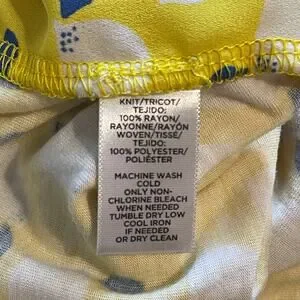 KNIT/TRICOT/
TEJIDO:
100% RAYON/
RAYONNE/RAYÓN
WOVEN/TISSÉ/
TEJIDO:
100% POLYESTER/
POLIÉSTER
MACHINE WASH
COLD
ONLY NON-
CHLORINE BLEACH
WHEN NEEDED
TUMBLE DRY LOW
COOL IRON
IF NEEDED
OR DRY CLEAN